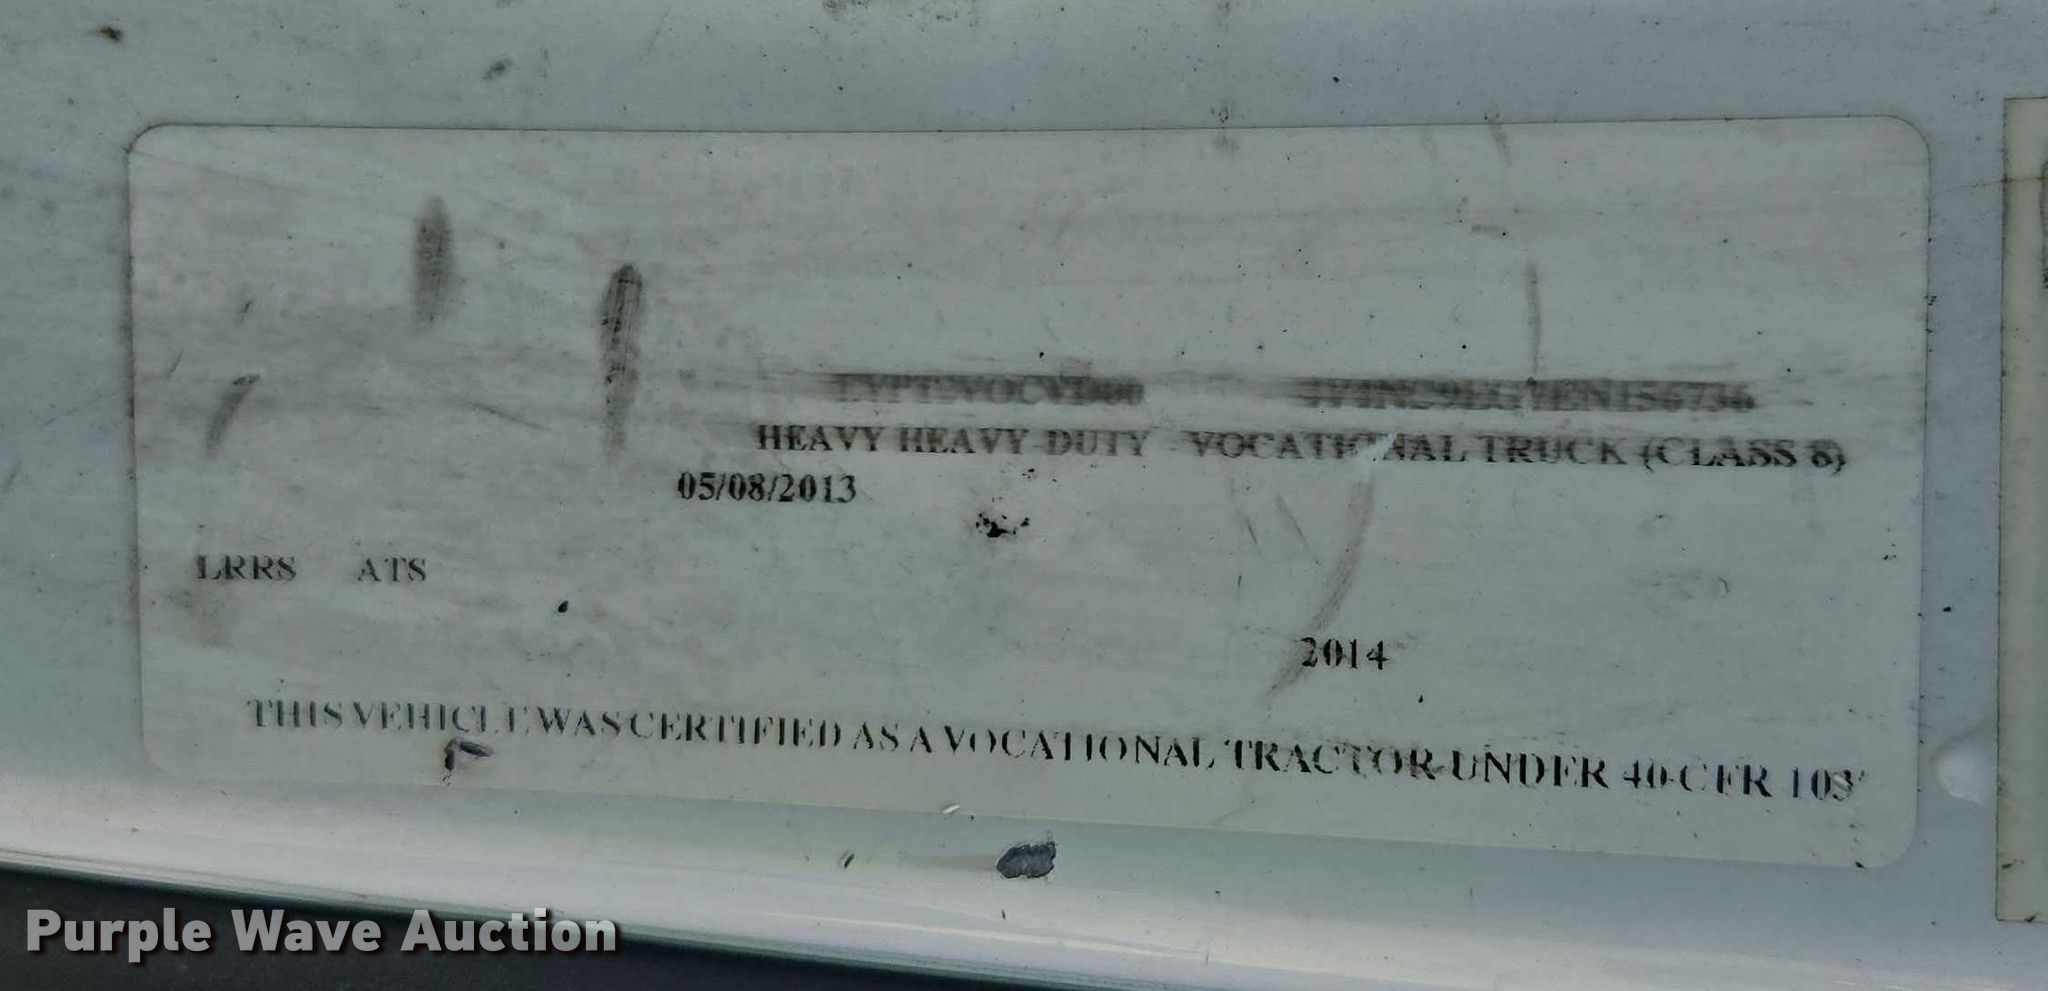 HEAVY HEAVY-DUTY - VOCATIONAL TRUCK (CLASS 8)
05/08/2013
LRRS ATS
2014
THIS VEHICLE WAS CERTIFIED AS A VOCATIONAL TRACTOR UNDER 40 CFR 103
Purple Wave Auction